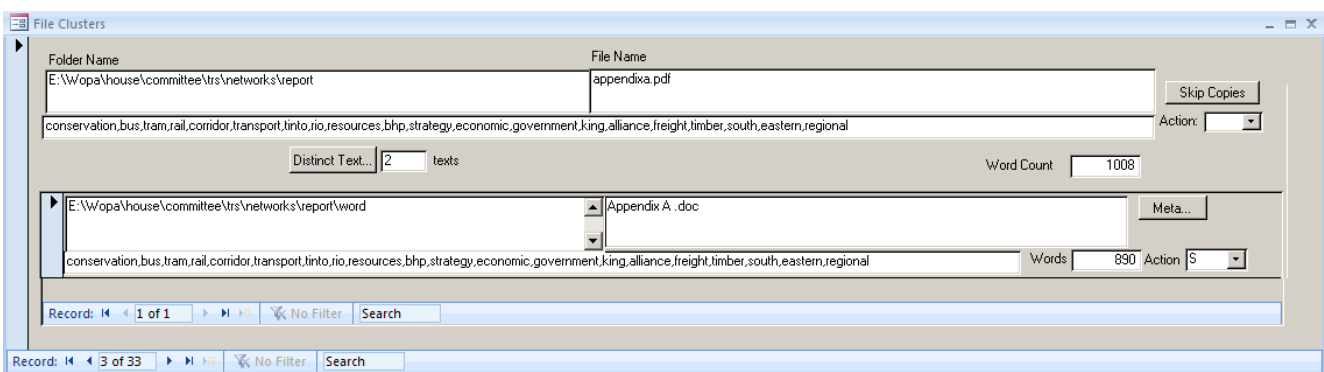 File Clusters
Folder Name File Name
E:\Wopa\house\committee\trs\networks\report appendixa.pdf
Skip Copies
conservation,bus,tram,rail,corridor,transport,tinto,rio,resources,bhp,strategy,economic,government,king,alliance,freight,timber,south,eastern,regional Action:
Distinct Text... 2 texts Word Count 1008
E:\Wopa\house\committee\trs\networks\report\word Appendix A .doc Meta...
conservation,bus,tram,rail,corridor,transport,tinto,rio,resources,bhp,strategy,economic,government,king,alliance,freight,timber,south,eastern,regional Words 890 Action S
Record: 1 of 1 No Filter Search
Record: 3 of 33 No Filter Search